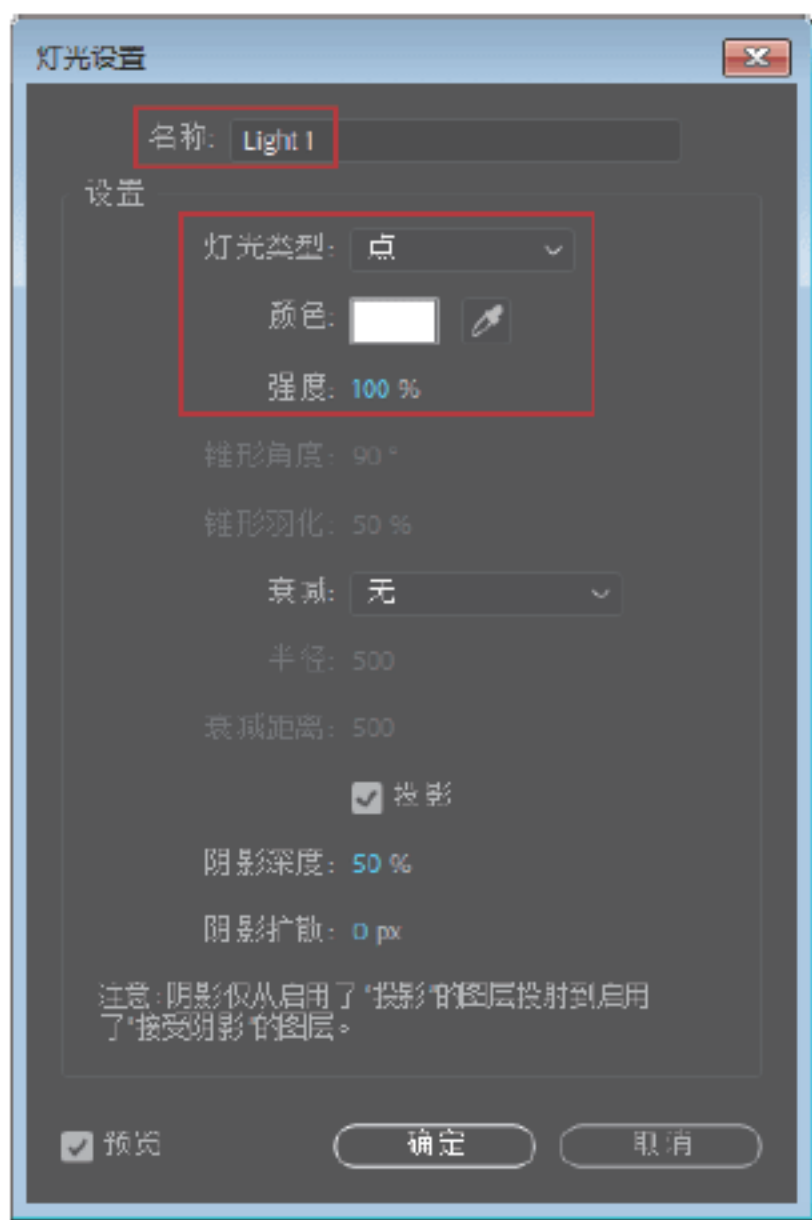 灯光设置
名称: Light 1
设置
灯光类型: 点
颜色:
强度: 100 %
锥形角度: 90 °
锥形羽化: 50 %
衰减: 无
半径: 500
衰减距离: 500
投影
阴影深度: 50 %
阴影扩散: 0 px
注意:阴影仅从启用了"投影"的图层投射到启用
了"接受阴影"的图层。
预览
确定
取消